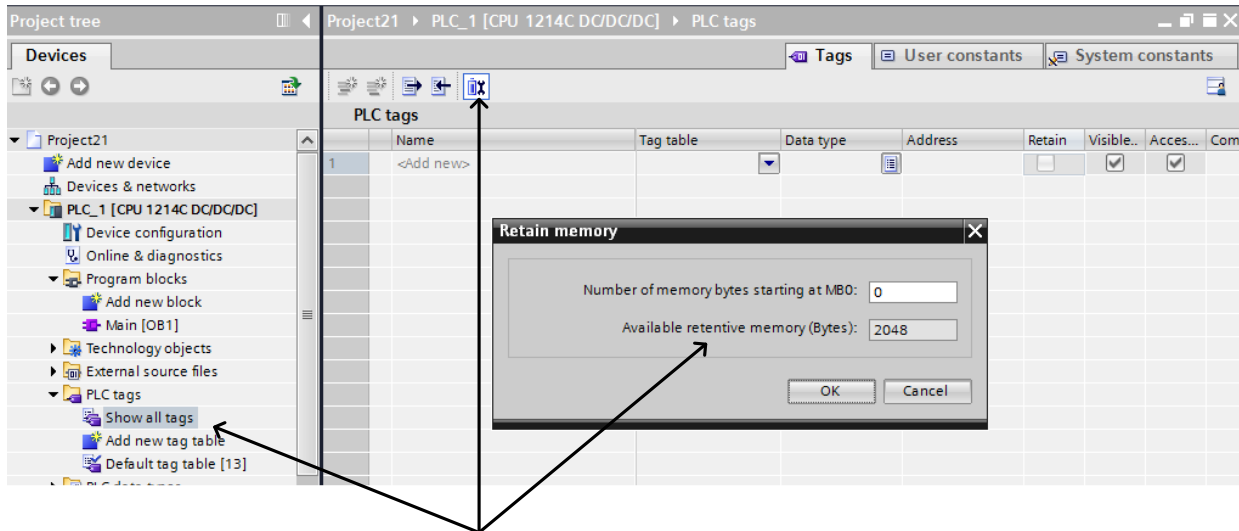 Project tree
Project21 ▸ PLC_1 [CPU 1214C DC/DC/DC] ▸ PLC tags
Devices
Tags
User constants
System constants
PLC tags
Name Tag table Data type Address Retain Visible.. Acces... Com
1 <Add new>
Project21
Add new device
Devices & networks
PLC_1 [CPU 1214C DC/DC/DC]
Device configuration
Online & diagnostics
Program blocks
Add new block
Main [OB1]
Technology objects
External source files
PLC tags
Show all tags
Add new tag table
Default tag table [13]
Retain memory
Number of memory bytes starting at MB0: 0
Available retentive memory (Bytes): 2048
OK Cancel